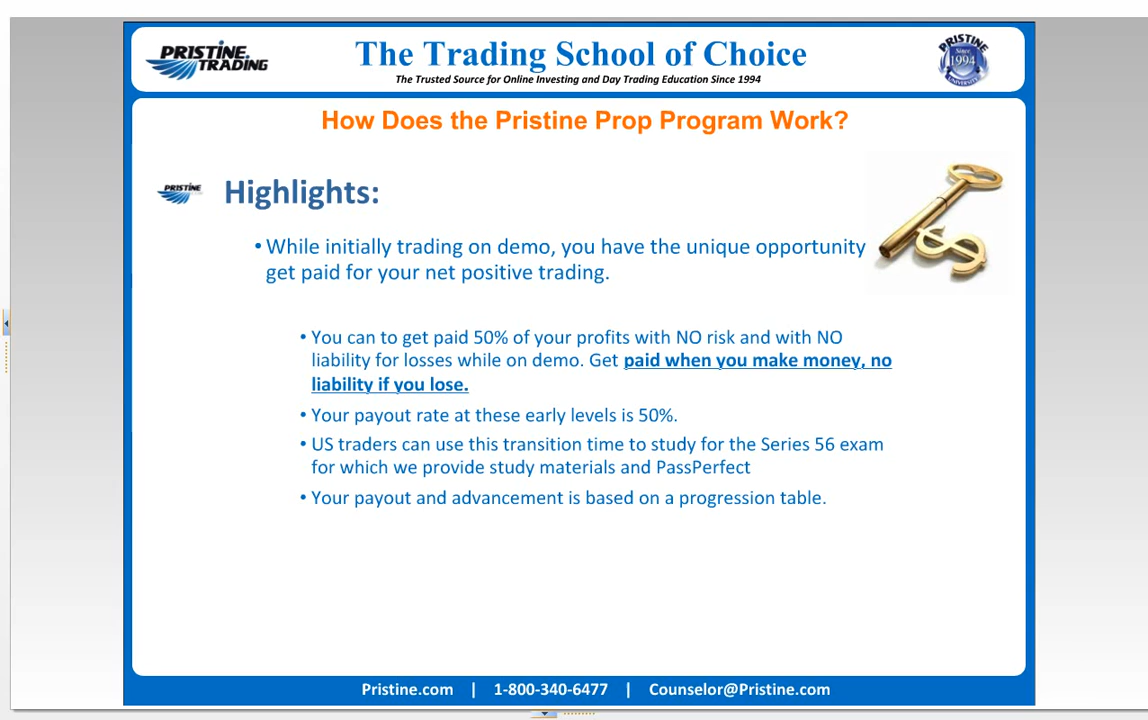 PRISTINE.
TRADING
The Trading School of Choice
The Trusted Source for Online Investing and Day Trading Education Since 1994
PRISTINE
Since
1994
UNIVERSITY
How Does the Pristine Prop Program Work?
PRISTINE
Highlights:
• While initially trading on demo, you have the unique opportunity
get paid for your net positive trading.
• You can to get paid 50% of your profits with NO risk and with NO
liability for losses while on demo. Get paid when you make money, no
liability if you lose.
• Your payout rate at these early levels is 50%.
• US traders can use this transition time to study for the Series 56 exam
for which we provide study materials and PassPerfect
• Your payout and advancement is based on a progression table.
Pristine.com | 1-800-340-6477 | Counselor@Pristine.com